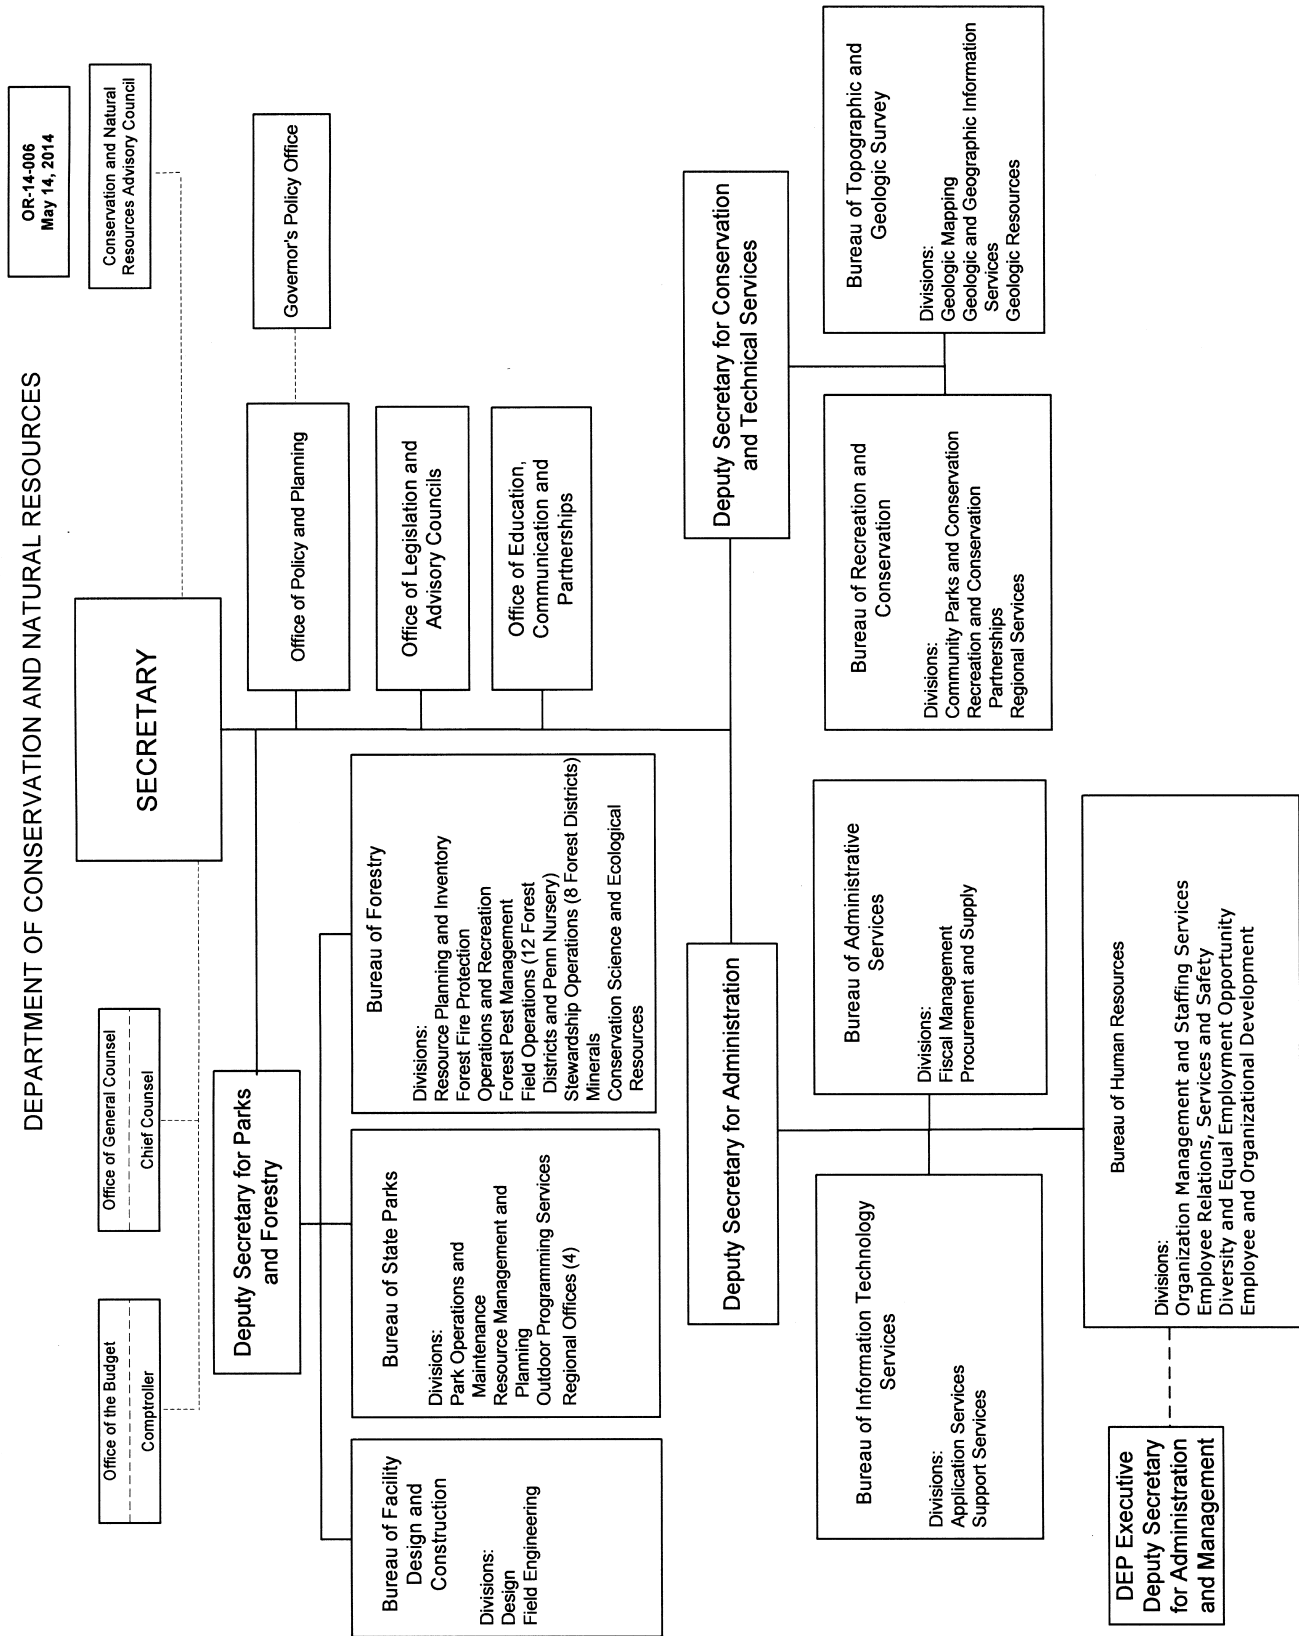 DEPARTMENT OF CONSERVATION AND NATURAL RESOURCES
OR-14-006
May 14, 2014
Conservation and Natural
Resources Advisory Council
SECRETARY
Office of the Budget
Comptroller
Office of General Counsel
Chief Counsel
Governor's Policy Office
Office of Policy and Planning
Office of Legislation and
Advisory Councils
Office of Education,
Communication and
Partnerships
Deputy Secretary for Parks
and Forestry
Bureau of Facility
Design and
Construction
Divisions:
Design
Field Engineering
Bureau of State Parks
Divisions:
Park Operations and
Maintenance
Resource Management and
Planning
Outdoor Programming Services
Regional Offices (4)
Bureau of Forestry
Divisions:
Resource Planning and Inventory
Forest Fire Protection
Operations and Recreation
Forest Pest Management
Field Operations (12 Forest
Districts and Penn Nursery)
Stewardship Operations (8 Forest Districts)
Minerals
Conservation Science and Ecological
Resources
Deputy Secretary for Administration
Deputy Secretary for Conservation
and Technical Services
Bureau of Information Technology
Services
Divisions:
Application Services
Support Services
Bureau of Administrative
Services
Divisions:
Fiscal Management
Procurement and Supply
Bureau of Recreation and
Conservation
Divisions:
Community Parks and Conservation
Recreation and Conservation
Partnerships
Regional Services
Bureau of Topographic and
Geologic Survey
Divisions:
Geologic Mapping
Geologic and Geographic Information
Services
Geologic Resources
Bureau of Human Resources
Divisions:
Organization Management and Staffing Services
Employee Relations, Services and Safety
Diversity and Equal Employment Opportunity
Employee and Organizational Development
DEP Executive
Deputy Secretary
for Administration
and Management